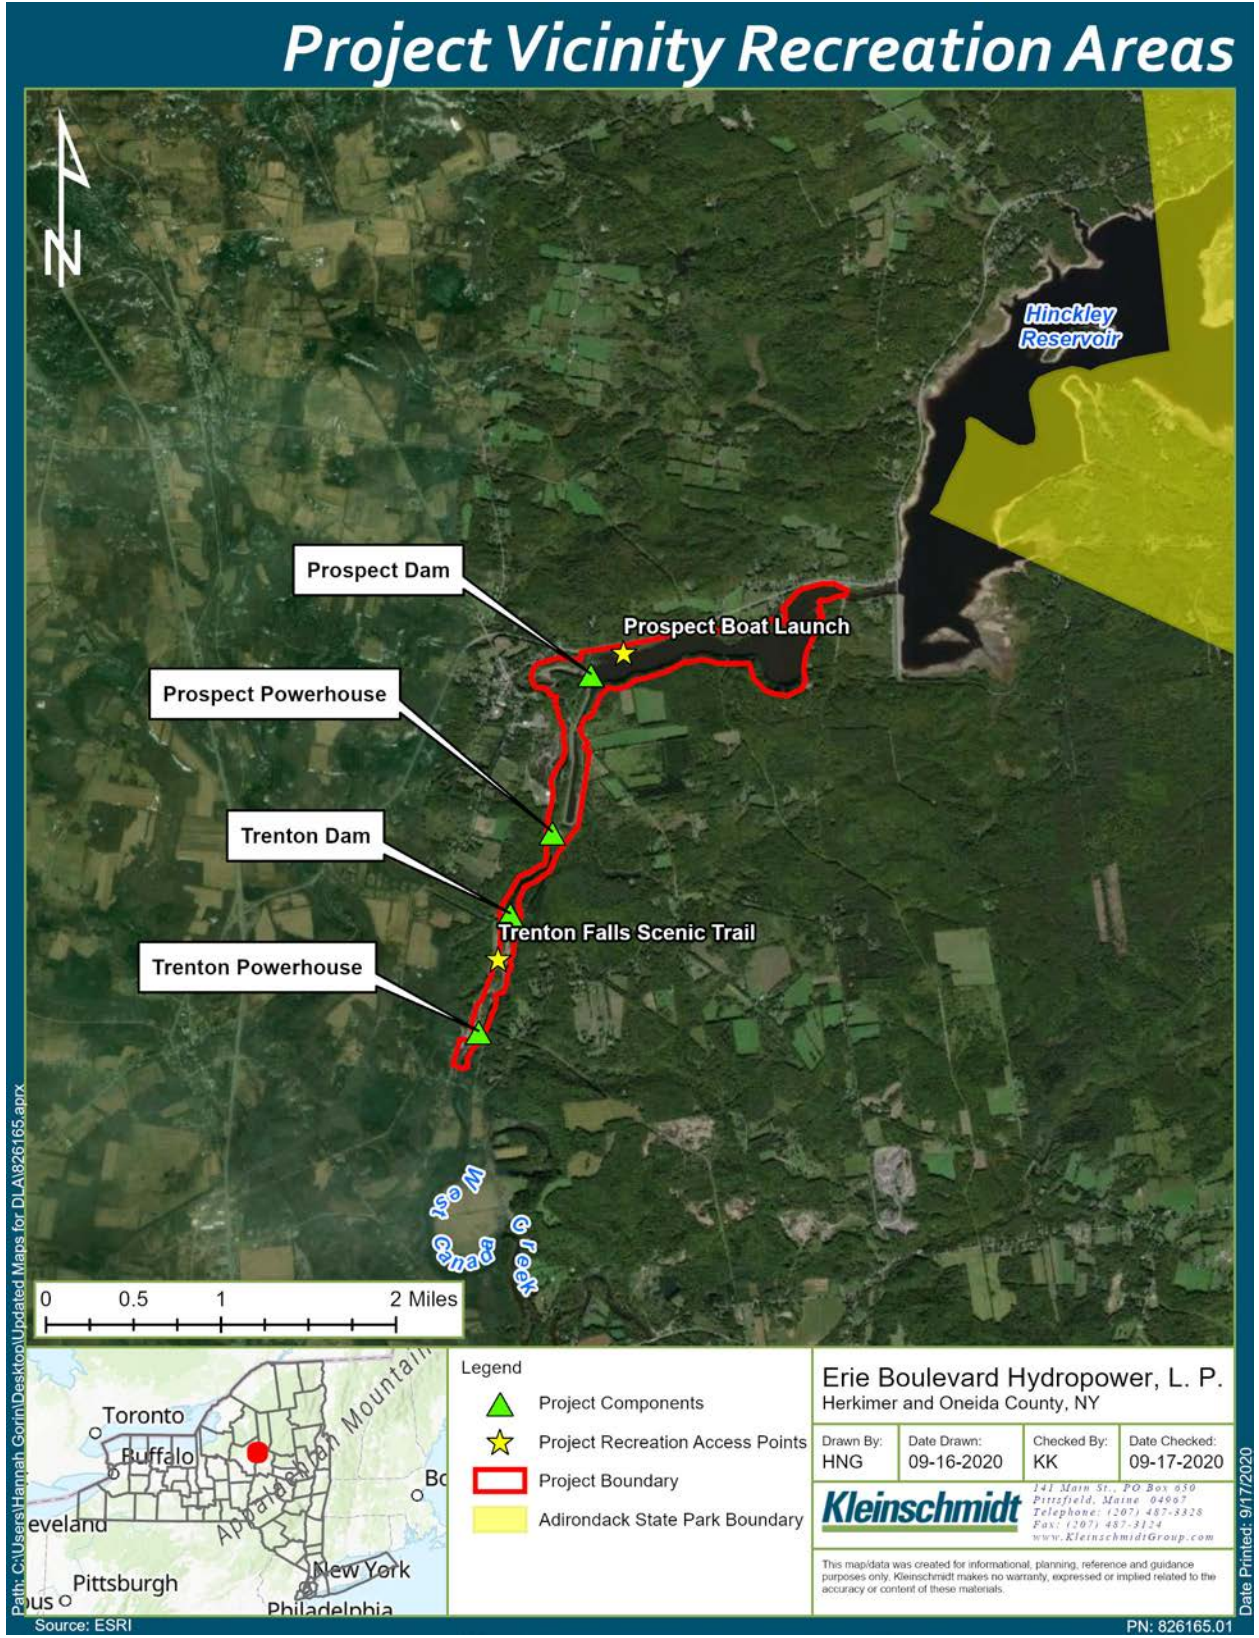 Project Vicinity Recreation Areas
N
Hinckley
Reservoir
Prospect Dam
Prospect Boat Launch
Prospect Powerhouse
Trenton Dam
Trenton Falls Scenic Trail
Trenton Powerhouse
West Canada Creek
0 0.5 1 2 Miles
Path: C:\Users\Hannah Gorin\Desktop\Updated Maps for DLA\826165.aprx
Toronto
Buffalo
Appalachian Mountain
Bo
eveland
New York
Pittsburgh
ous
Philadelphia
Legend
Project Components
Project Recreation Access Points
Project Boundary
Adirondack State Park Boundary
Erie Boulevard Hydropower, L. P.
Herkimer and Oneida County, NY
Drawn By: Date Drawn: Checked By: Date Checked:
HNG 09-16-2020 KK 09-17-2020
Kleinschmidt
141 Main St., PO Box 650
Pittsfield, Maine 04967
Telephone: (207) 487-3328
Fax: (207) 487-3124
www.KleinschmidtGroup.com
This map/data was created for informational, planning, reference and guidance
purposes only. Kleinschmidt makes no warranty, expressed or implied related to the
accuracy or content of these materials.
Date Printed: 9/17/2020
Source: ESRI
PN: 826165.01